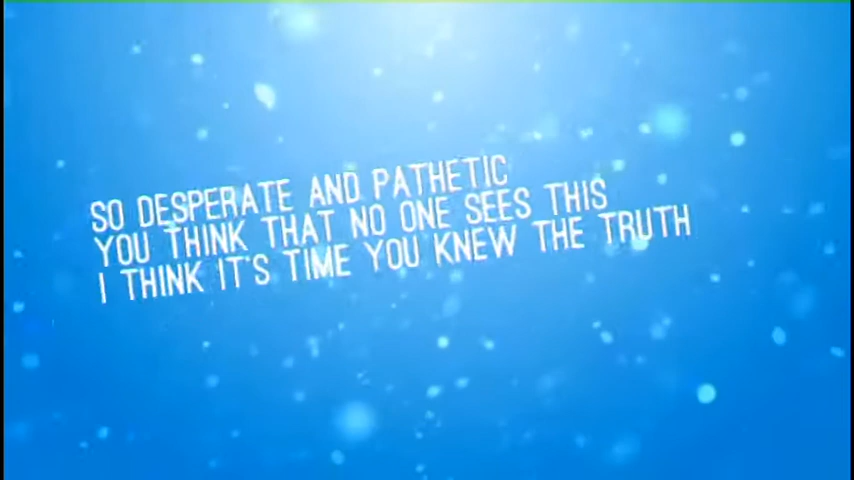 SO DESPERATE AND PATHETIC
YOU THINK THAT NO ONE SEES THIS
I THINK IT'S TIME YOU KNEW THE TRUTH